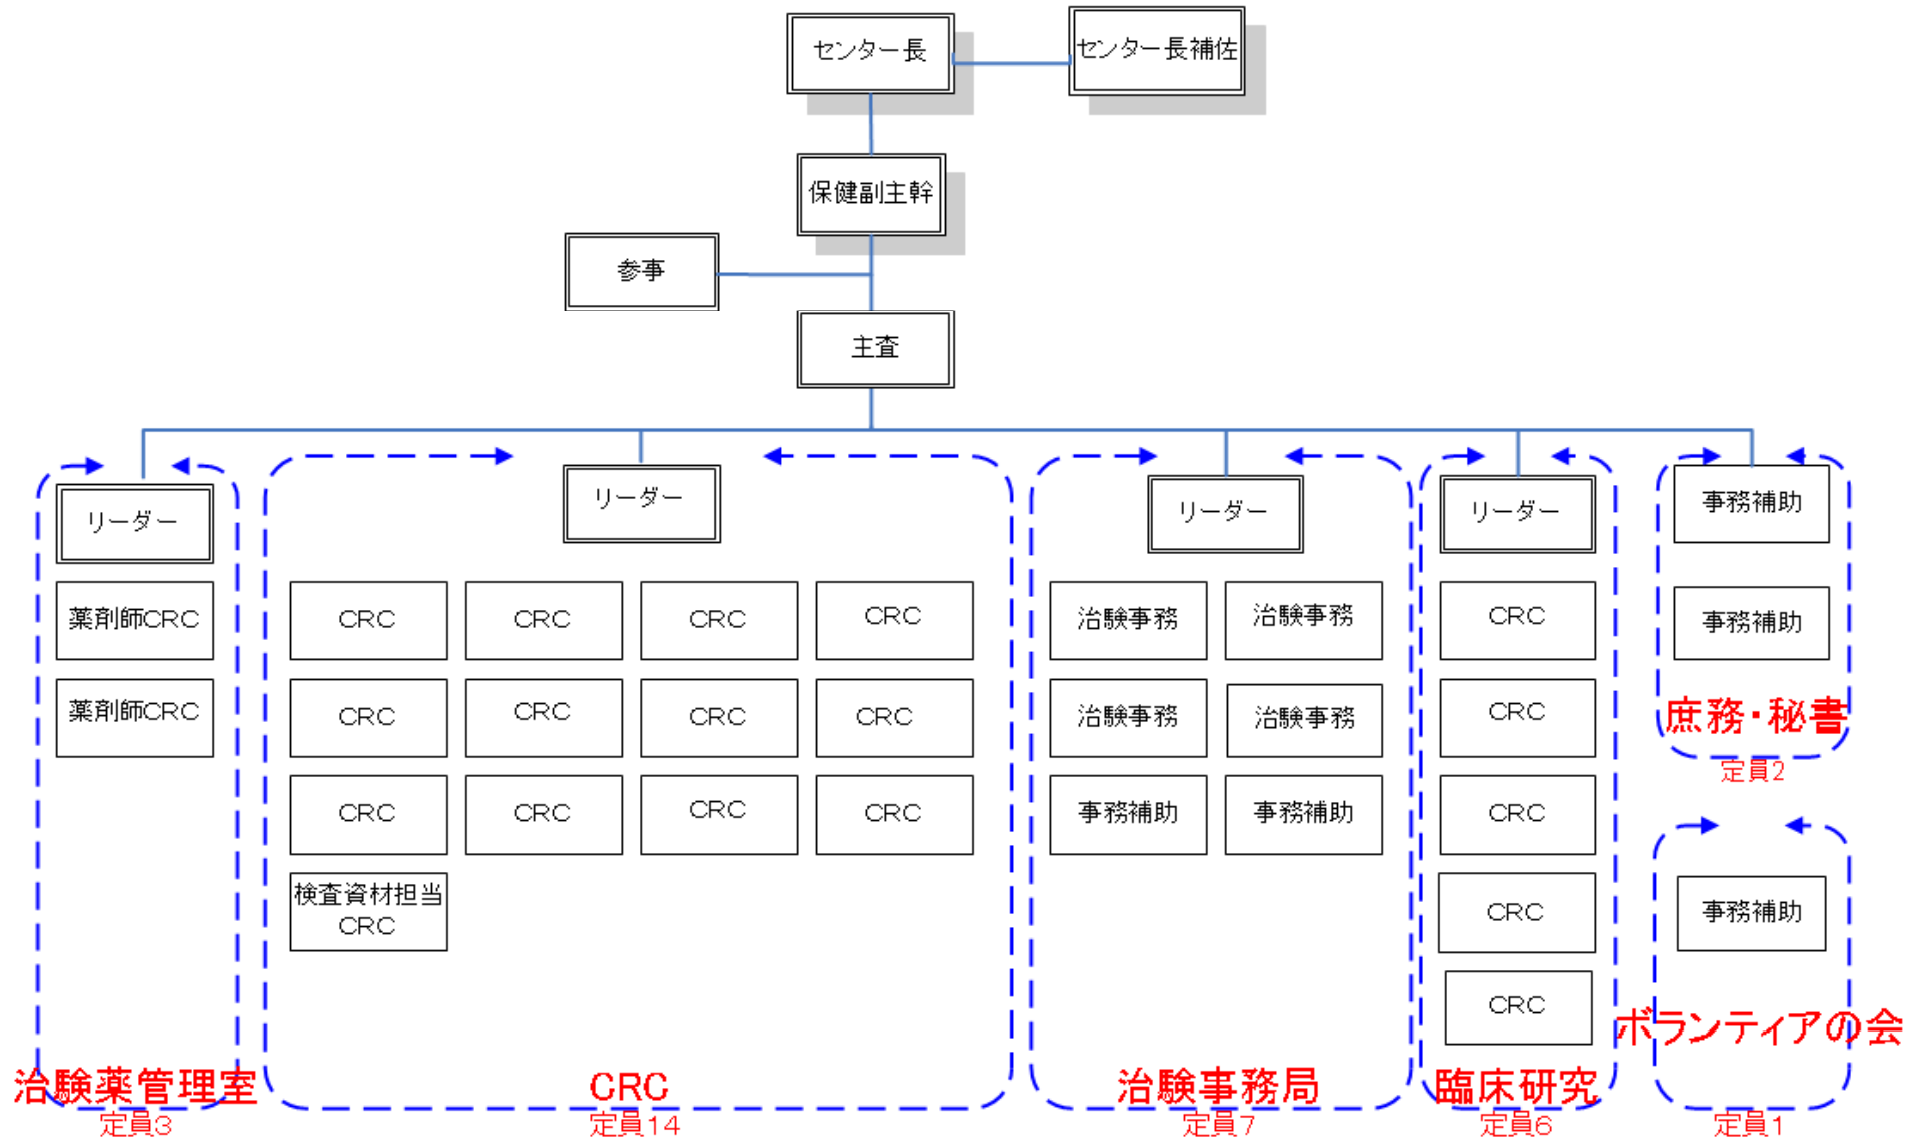 センター長
センター長補佐
保健副主幹
参事
主査
リーダー
薬剤師CRC
薬剤師CRC
治験薬管理室
定員3
リーダー
CRC
CRC
CRC
CRC
CRC
CRC
CRC
CRC
CRC
CRC
CRC
CRC
検査資材担当
CRC
CRC
定員14
リーダー
治験事務
治験事務
治験事務
治験事務
事務補助
事務補助
治験事務局
定員7
リーダー
CRC
CRC
CRC
CRC
CRC
臨床研究
定員6
事務補助
事務補助
庶務・秘書
定員2
事務補助
ボランティアの会
定員1